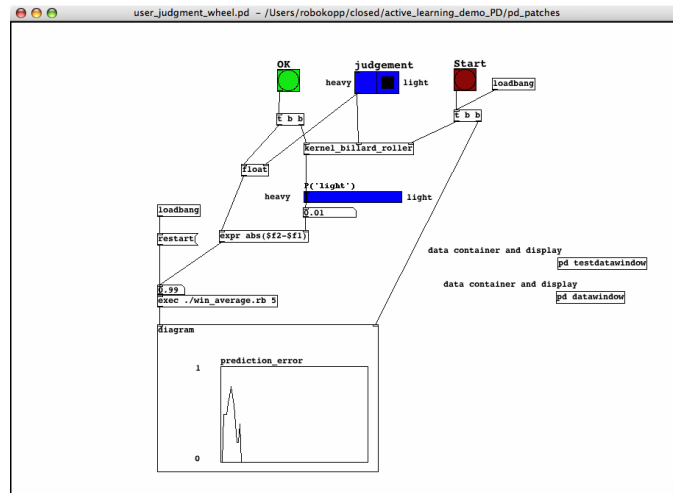 user_judgment_wheel.pd - /Users/robokopp/closed/active_learning_demo_PD/pd_patches
OK
judgement
Start
heavy
light
loadbang
t b b
t b b
kernel_billard_roller
float
P('light')
heavy
light
0.01
loadbang
restart
expr abs($f2-$f1)
data container and display
pd testdatawindow
data container and display
pd datawindow
0.99
exec ./win_average.rb 5
diagram
prediction_error
1
0